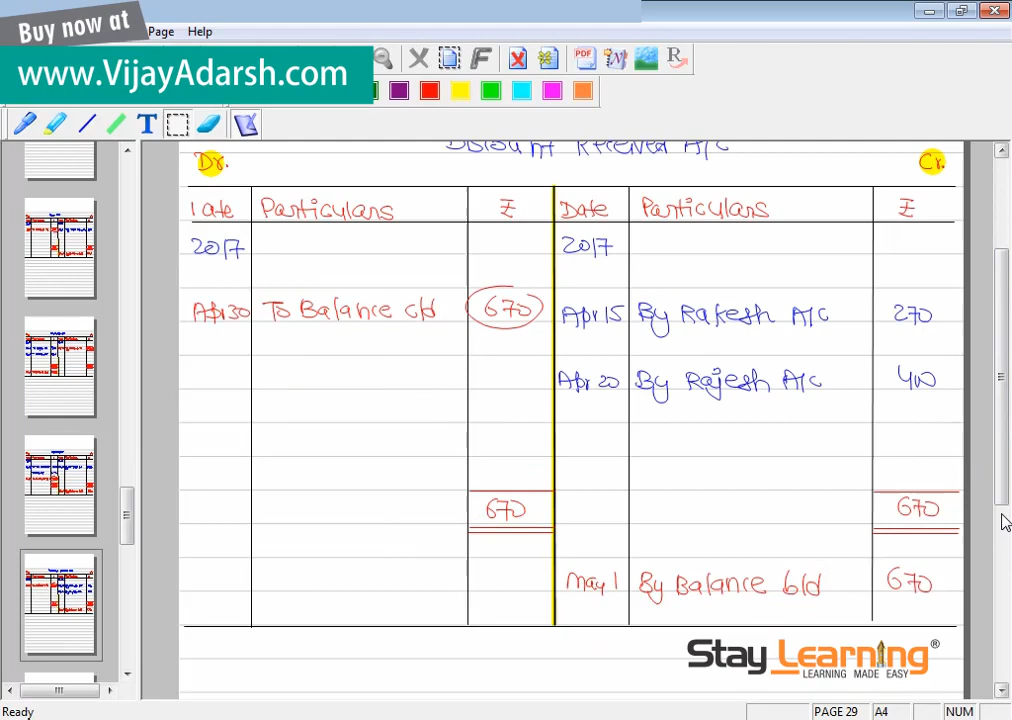 Buy now at
www.VijayAdarsh.com
Page Help
Discount Received A/C
Dr. Cr.
Date Particulars ₹ Date Particulars ₹
2017 2017
Apr 30 To Balance c/d 670 Apr 15 By Rakesh A/C 270
Apr 20 By Rajesh A/C 400
670 670
May 1 By Balance b/d 670
Stay Learning®
LEARNING MADE EASY
Ready PAGE 29 A4 NUM